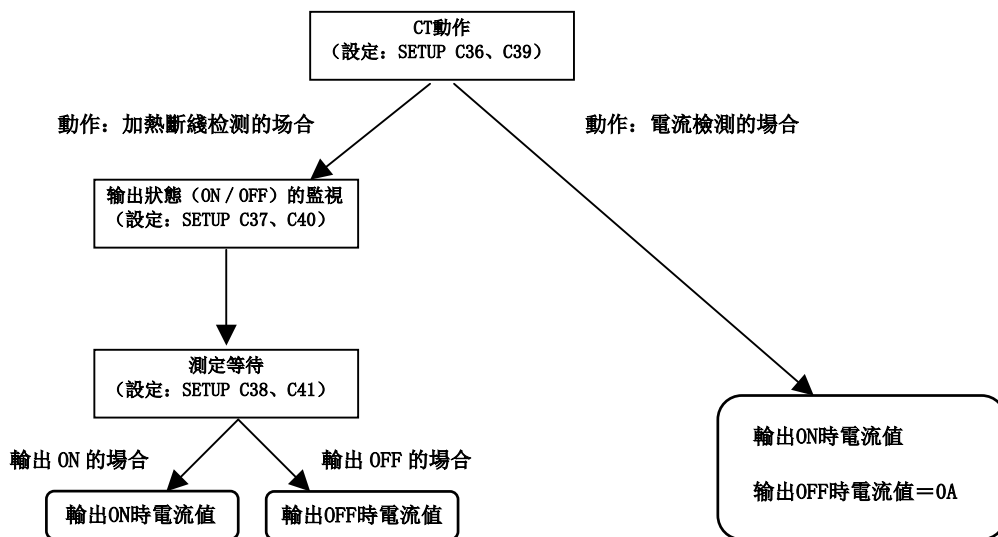 CT動作
（設定：SETUP C36、C39）
動作：加熱斷綫检测的场合
動作：電流檢測的場合
输出狀態（ON／OFF）的監視
（設定：SETUP C37、C40）
測定等待
（設定：SETUP C38、C41）
輸出 ON 的場合
輸出 OFF 的場合
輸出ON時電流値
輸出OFF時電流値
輸出ON時電流值
输出OFF時電流值＝0A